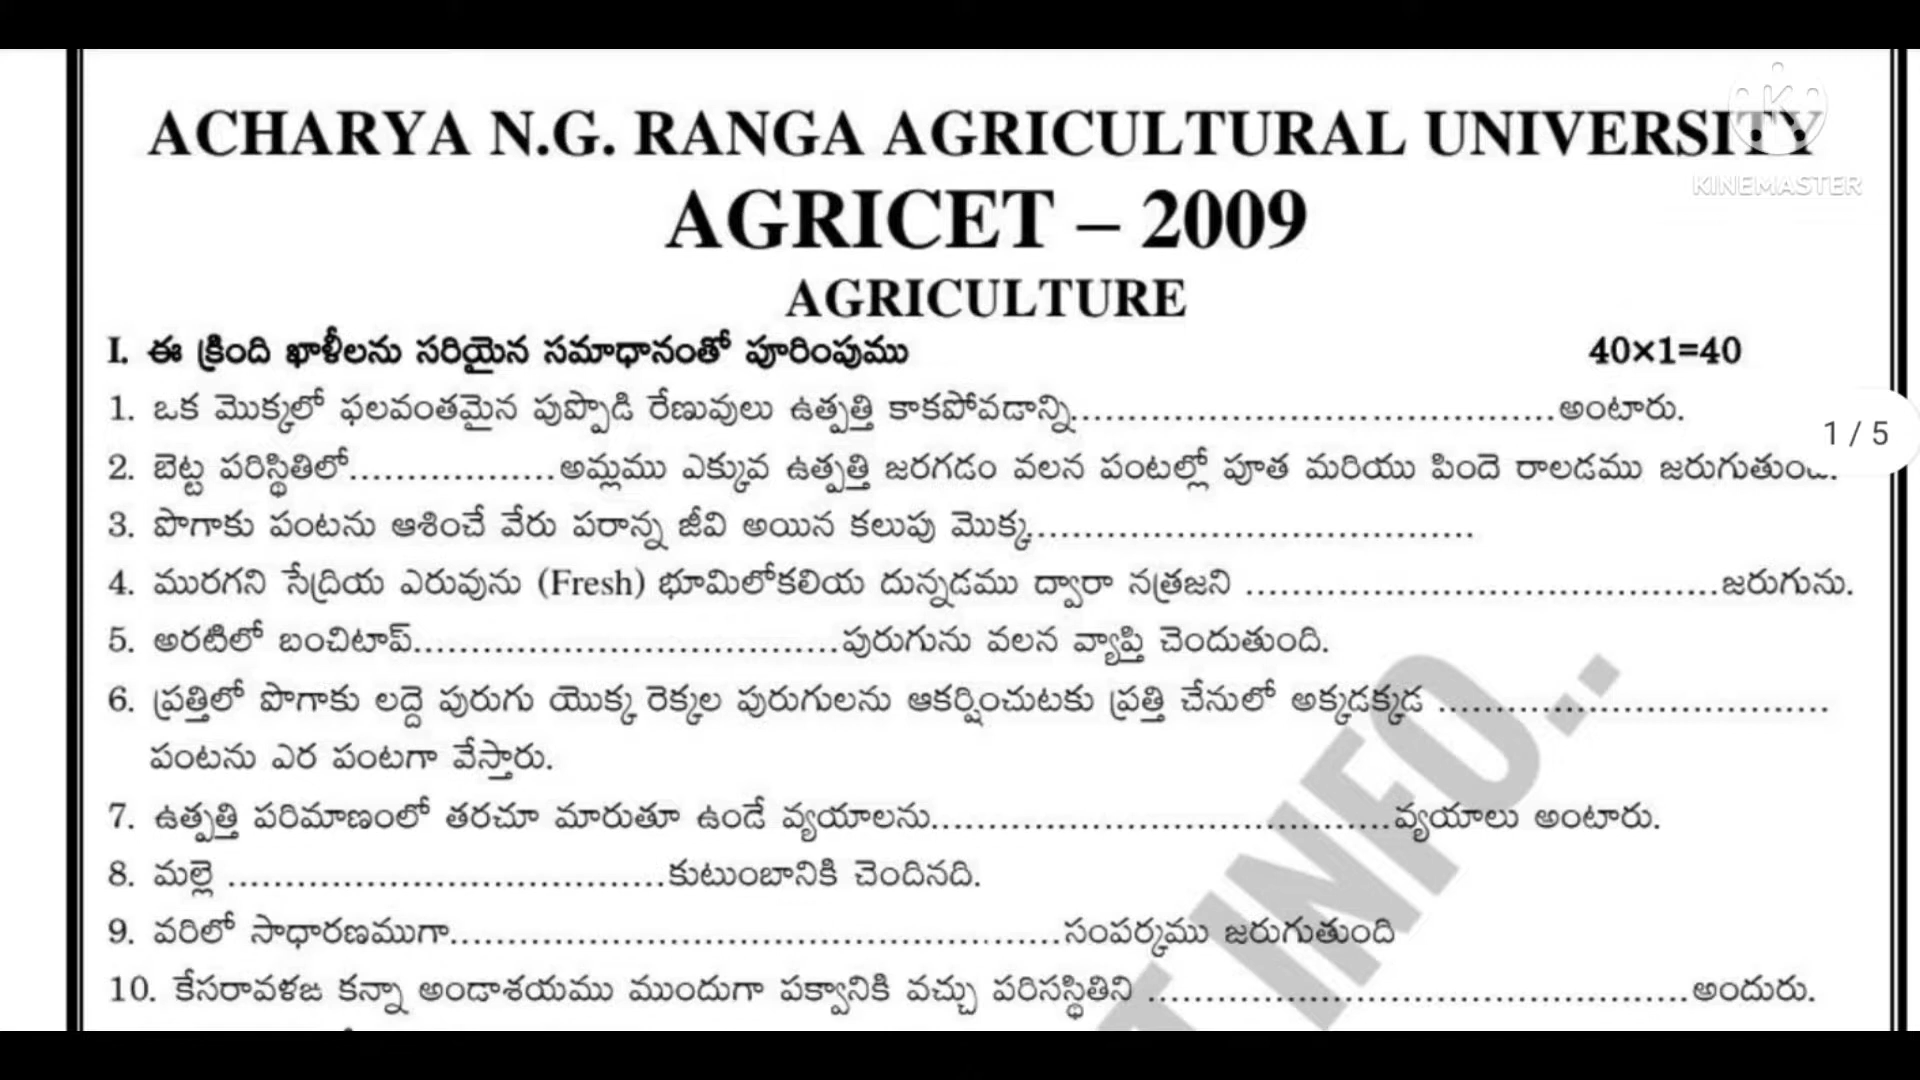 ACHARYA N.G. RANGA AGRICULTURAL UNIVERSITY
KINEMASTER
AGRICET – 2009
AGRICULTURE
I. ఈ క్రింది ఖాళీలను సరియైన సమాధానంతో పూరింపుము 40×1=40
1. ఒక మొక్కలో ఫలవంతమైన పుప్పొడి రేణువులు ఉత్పత్తి కాకపోవడాన్ని....................................అంటారు.
1 / 5
2. బెట్ట పరిస్థితిలో..................అమ్లము ఎక్కువ ఉత్పత్తి జరగడం వలన పంటల్లో పూత మరియు పిందె రాలడము జరుగుతుంది.
3. పొగాకు పంటను ఆశించే వేరు పరాన్న జీవి అయిన కలుపు మొక్క......................................
4. మురగని సేద్రియ ఎరువును (Fresh) భూమిలోకలియ దున్నడము ద్వారా నత్రజని ........................................జరుగును.
5. అరటిలో బంచిటాప్....................................పురుగును వలన వ్యాప్తి చెందుతుంది.
6. ప్రత్తిలో పొగాకు లద్దె పురుగు యొక్క రెక్కల పురుగులను ఆకర్షించుటకు ప్రత్తి చేనులో అక్కడక్కడ ..................................
పంటను ఎర పంటగా వేస్తారు.
7. ఉత్పత్తి పరిమాణంలో తరచూ మారుతూ ఉండే వ్యయాలను........................................వ్యయాలు అంటారు.
8. మల్లె .....................................కుటుంబానికి చెందినది.
9. వరిలో సాధారణముగా....................................................సంపర్కము జరుగుతుంది
10. కేసరావళజ కన్నా అండాశయము ముందుగా పక్వానికి వచ్చు పరిసస్థితిని ..............................................అందురు.
INFO..